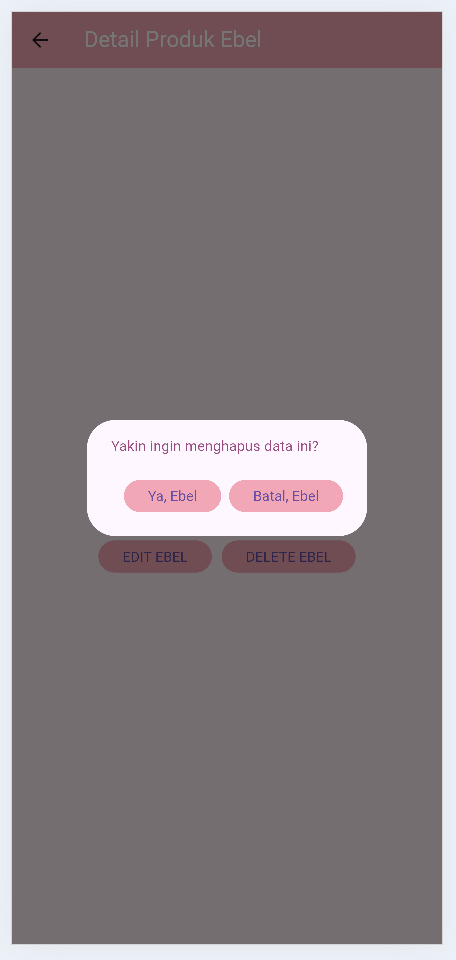 Detail Produk Ebel
Yakin ingin menghapus data ini?
Ya, Ebel
Batal, Ebel
EDIT EBEL
DELETE EBEL